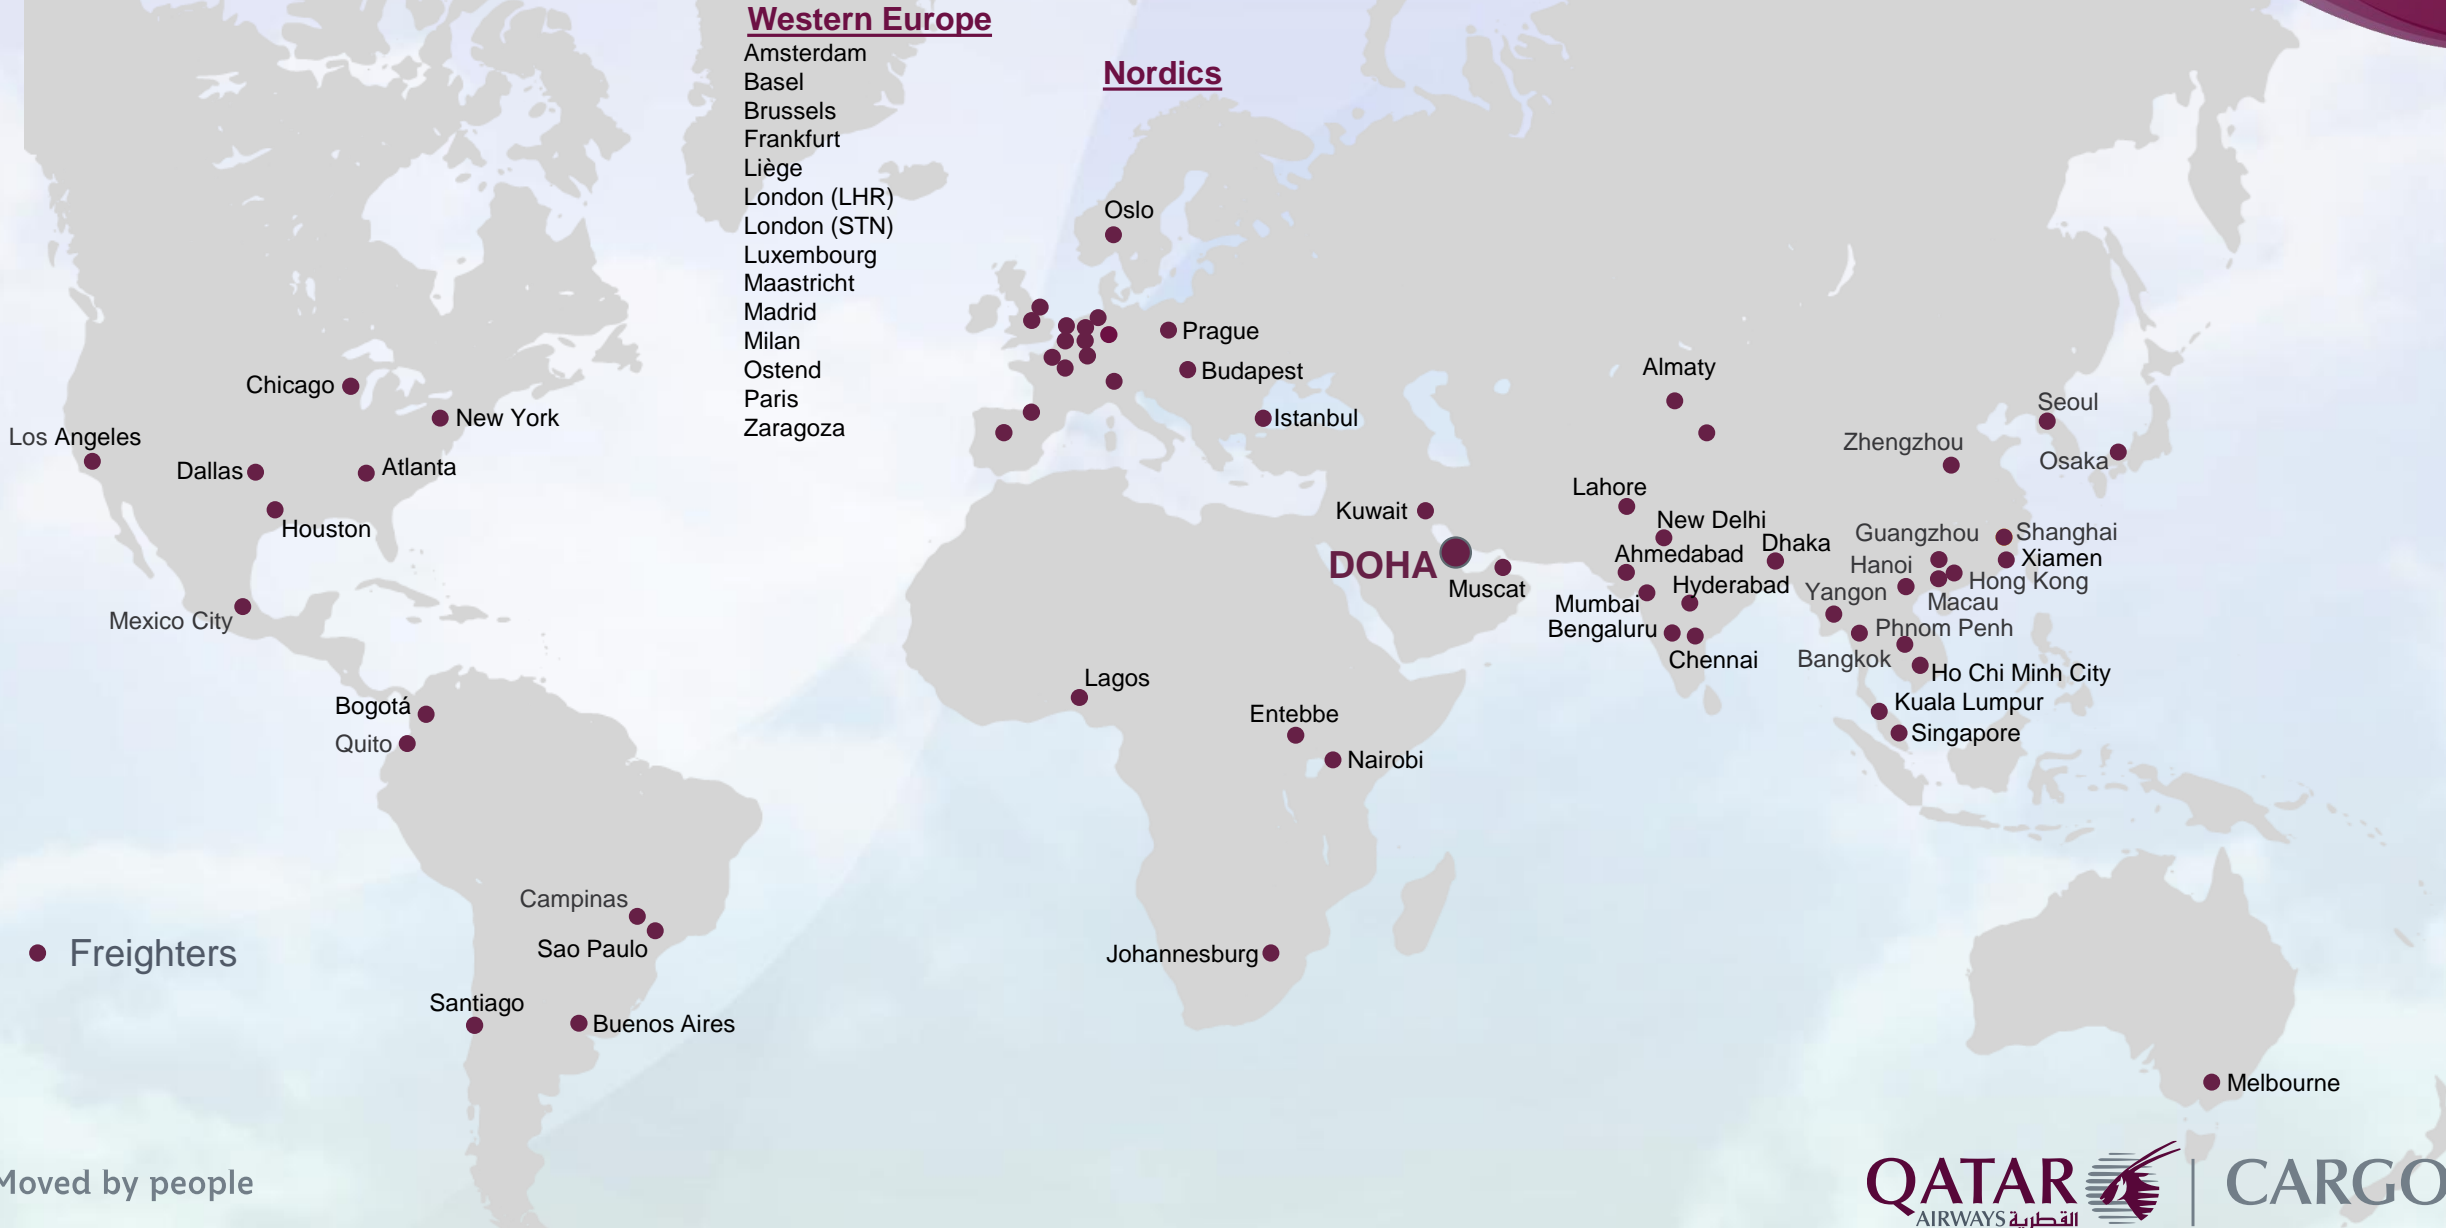 Western Europe
Amsterdam
Basel
Brussels
Frankfurt
Liège
London (LHR)
London (STN)
Luxembourg
Maastricht
Madrid
Milan
Ostend
Paris
Zaragoza
Nordics
Oslo
Prague
Budapest
Istanbul
Chicago
New York
Los Angeles
Dallas
Atlanta
Houston
Mexico City
Bogotá
Quito
Campinas
Sao Paulo
Santiago
Buenos Aires
Lagos
Entebbe
Nairobi
Johannesburg
Kuwait
DOHA
Muscat
Almaty
Lahore
New Delhi
Ahmedabad
Dhaka
Hyderabad
Mumbai
Bengaluru
Chennai
Zhengzhou
Seoul
Osaka
Guangzhou
Shanghai
Hanoi
Xiamen
Yangon
Hong Kong
Macau
Phnom Penh
Bangkok
Ho Chi Minh City
Kuala Lumpur
Singapore
Melbourne
Freighters
Moved by people
QATAR
AIRWAYS القطرية
CARGO